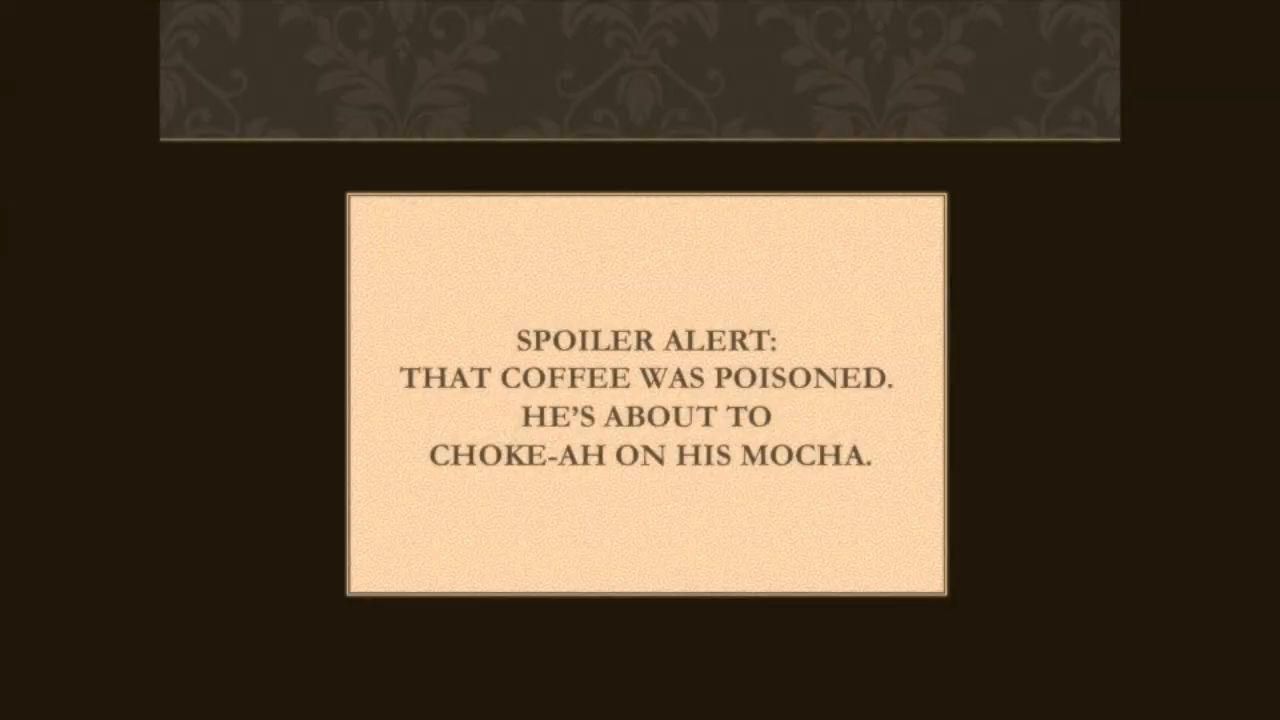 SPOILER ALERT:
THAT COFFEE WAS POISONED.
HE'S ABOUT TO
CHOKE-AH ON HIS MOCHA.